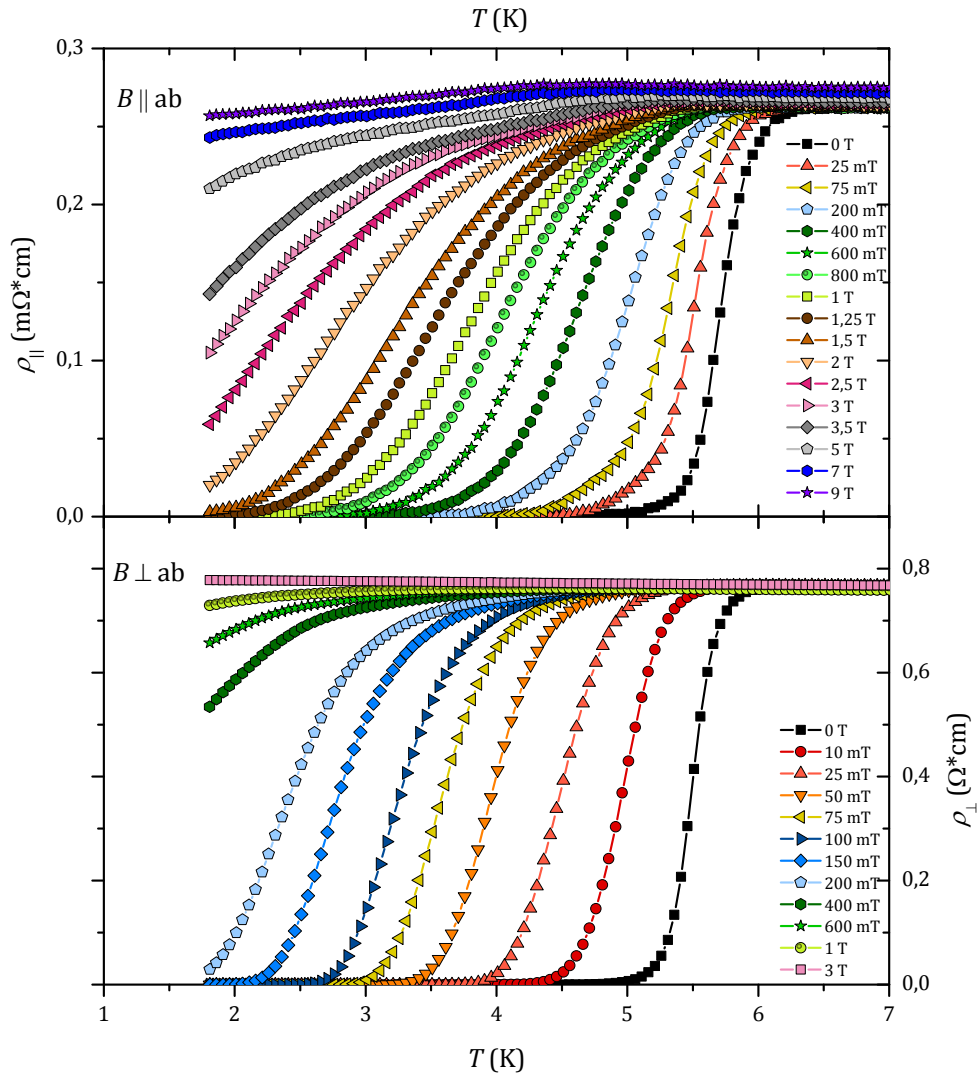 T (K)
0,3
0,2
0,1
0,0
ρ∥ (mΩ*cm)
B ∥ ab
0 T
25 mT
75 mT
200 mT
400 mT
600 mT
800 mT
1 T
1,25 T
1,5 T
2 T
2,5 T
3 T
3,5 T
5 T
7 T
9 T
B ⊥ ab
0 T
10 mT
25 mT
50 mT
75 mT
100 mT
150 mT
200 mT
400 mT
600 mT
1 T
3 T
0,8
0,6
0,4
0,2
0,0
ρ⊥ (Ω*cm)
1 2 3 4 5 6 7
T (K)